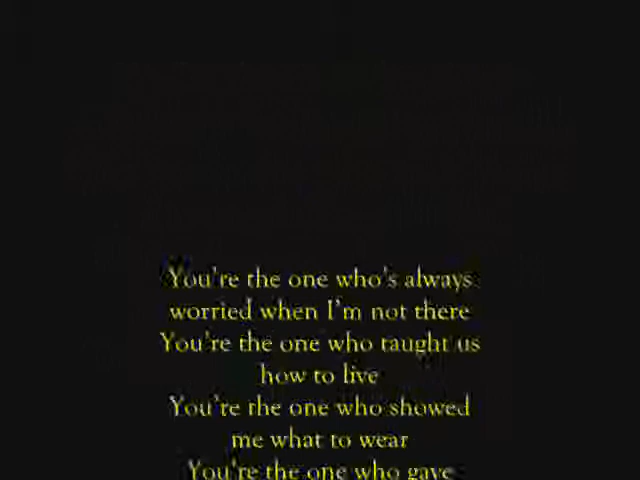 You're the one who's always
worried when I'm not there
You're the one who taught us
how to live
You're the one who showed
me what to wear
You're the one who gave